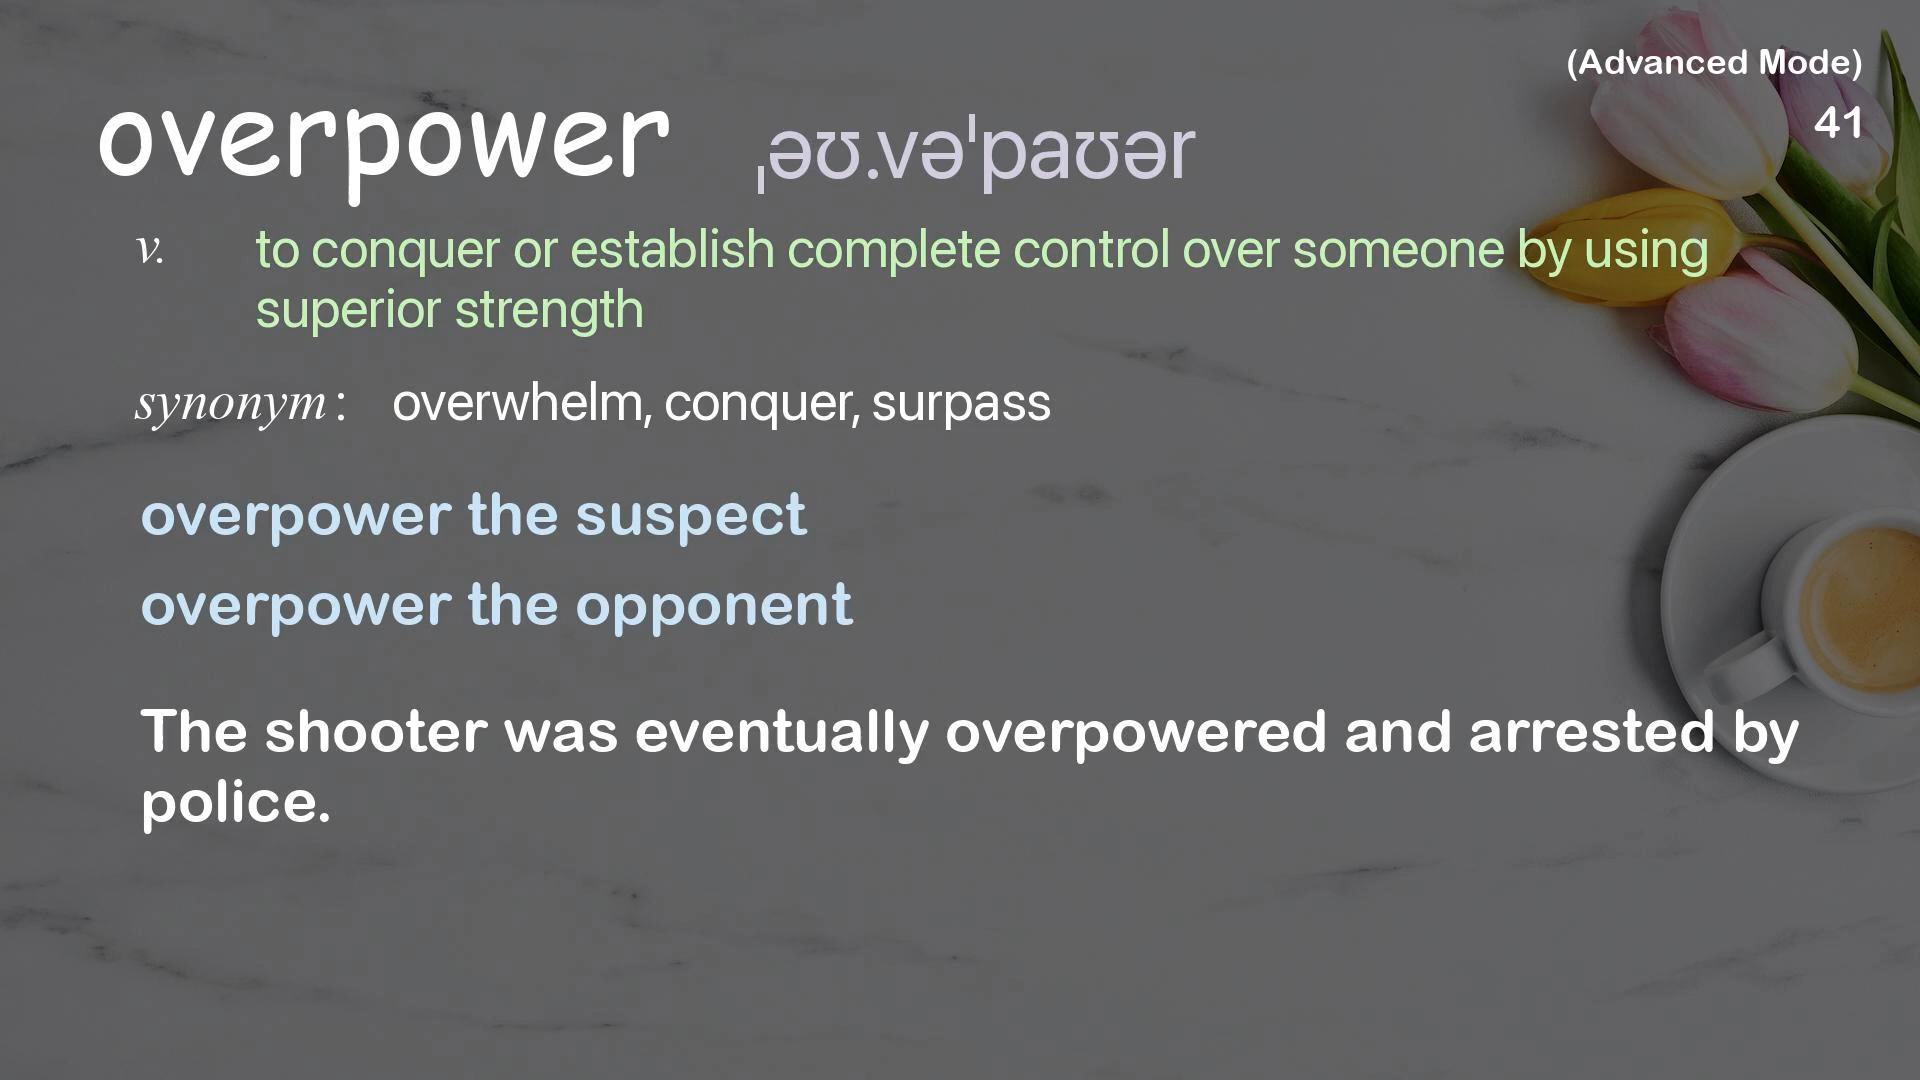 (Advanced Mode)
41
overpower ˌəʊ.vəˈpaʊər
v. to conquer or establish complete control over someone by using
superior strength
synonym : overwhelm, conquer, surpass
overpower the suspect
overpower the opponent
The shooter was eventually overpowered and arrested by
police.